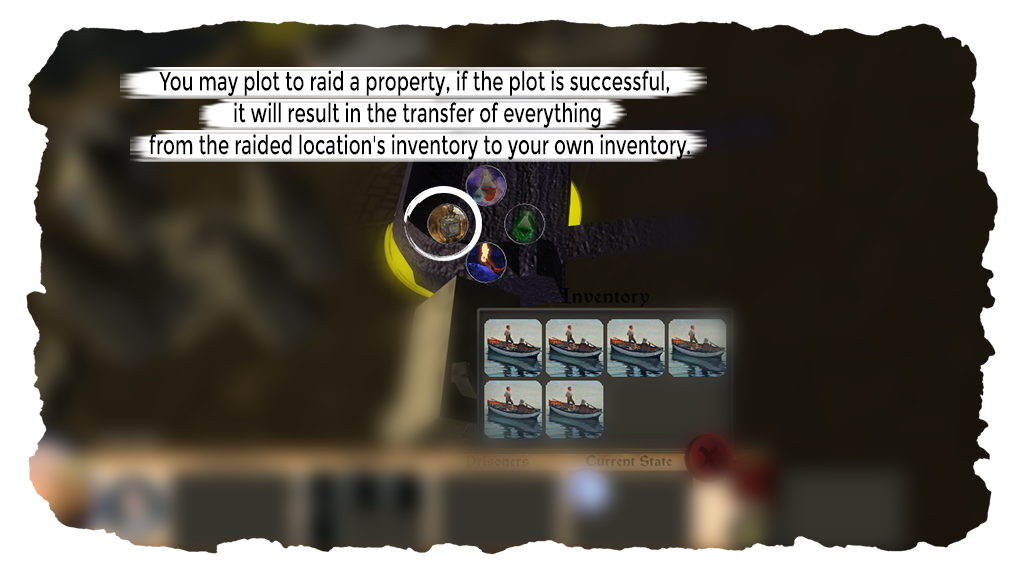 You may plot to raid a property, if the plot is successful,
it will result in the transfer of everything
from the raided location's inventory to your own inventory.
Inventory
Prisoners
Current State
X